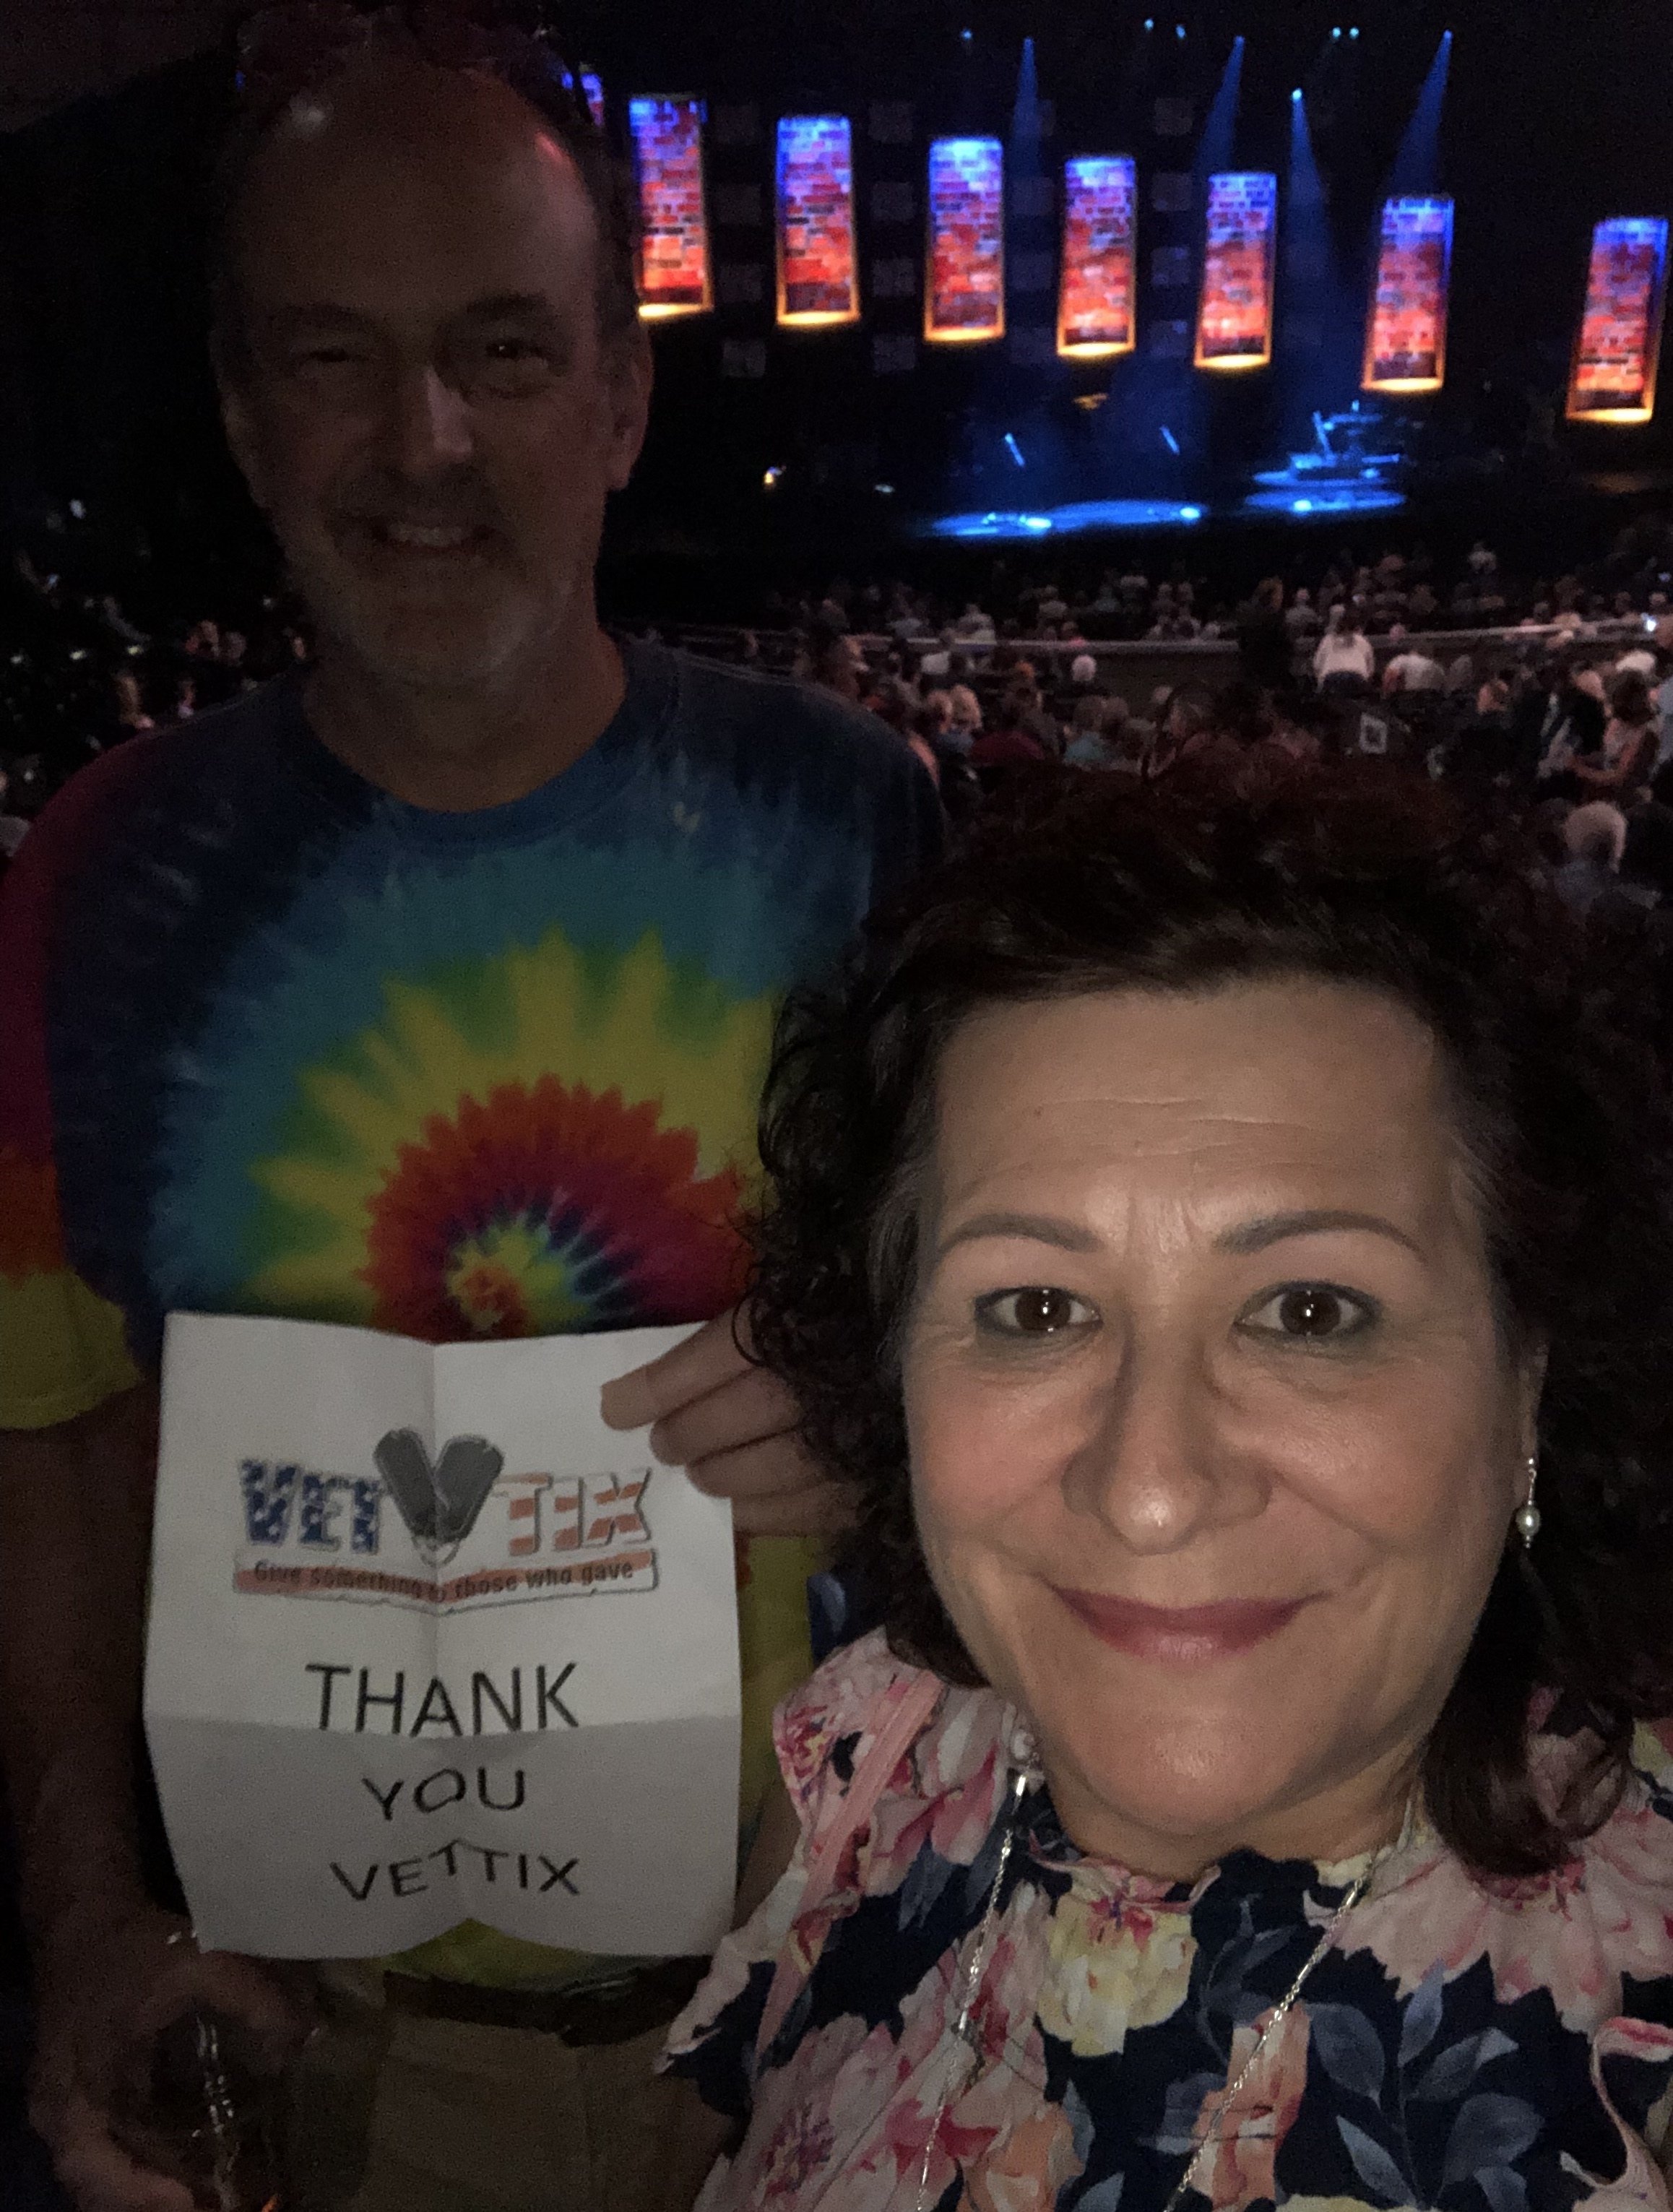 VET TIX
Give something to those who gave
THANK
YOU
VETTIX